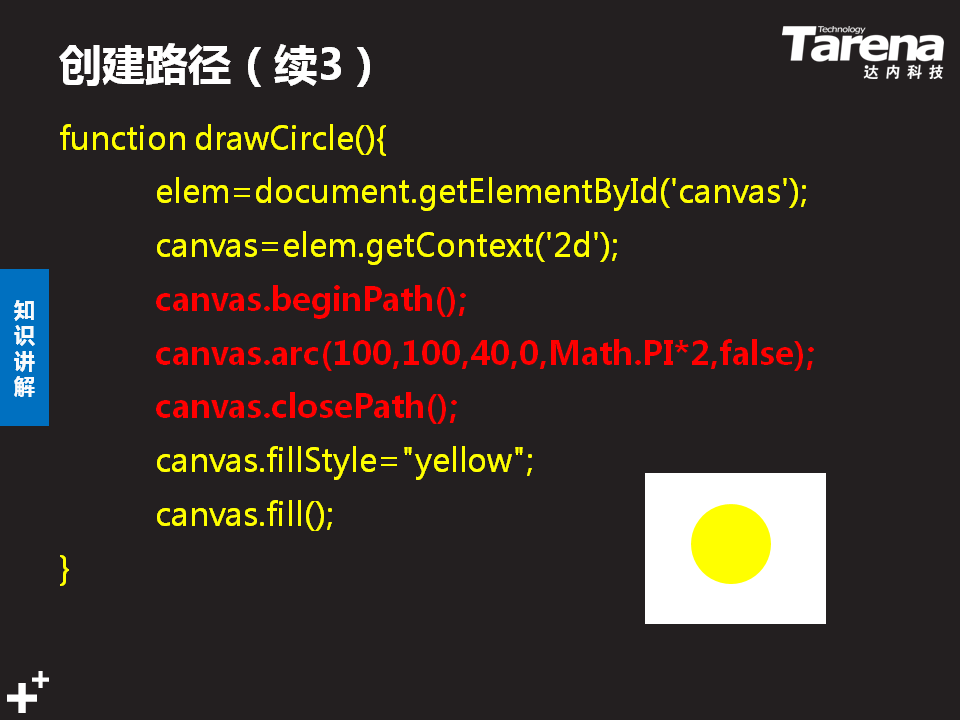 创建路径（续3）
Technology
Tarena
达内科技
function drawCircle(){
elem=document.getElementById('canvas');
canvas=elem.getContext('2d');
canvas.beginPath();
canvas.arc(100,100,40,0,Math.PI*2,false);
canvas.closePath();
canvas.fillStyle="yellow";
canvas.fill();
}
知识讲解